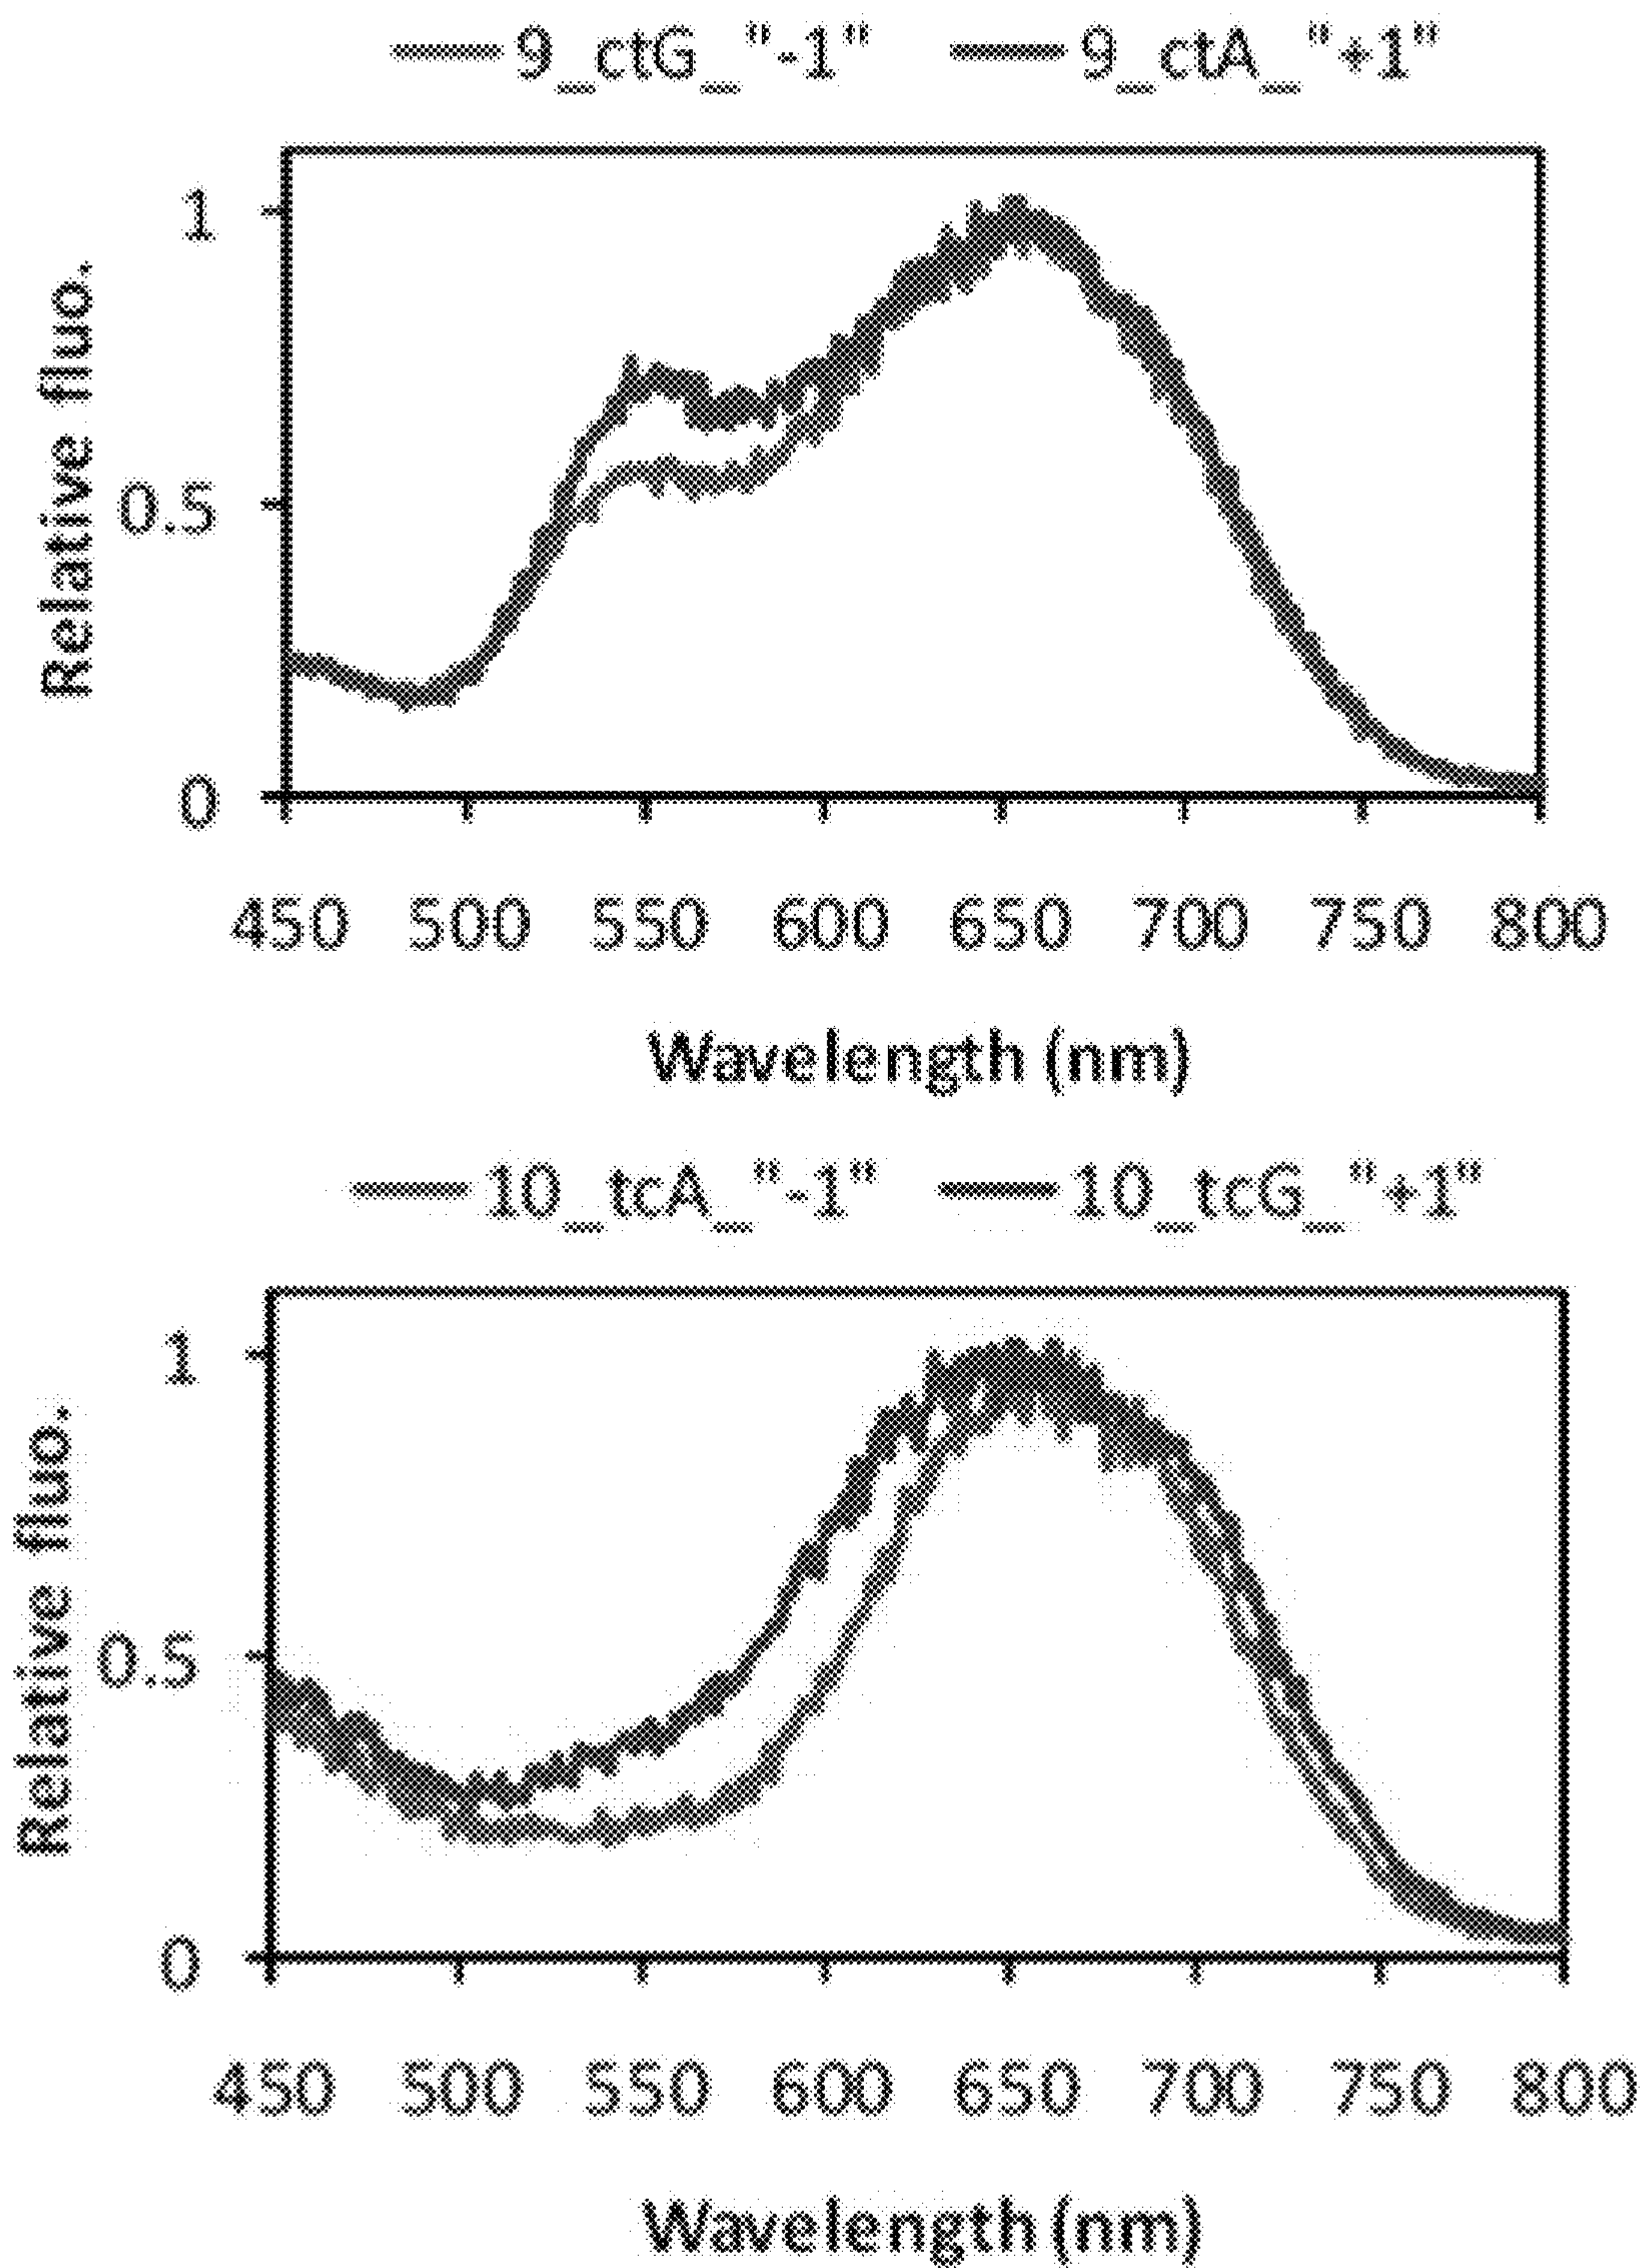 9_ctG_"-1" 9_ctA_"+1"
1
0.5
0
Relative fluo.
450 500 550 600 650 700 750 800
Wavelength (nm)
10_tcA_"-1" 10_tcG_"+1"
1
0.5
0
Relative fluo.
450 500 550 600 650 700 750 800
Wavelength (nm)